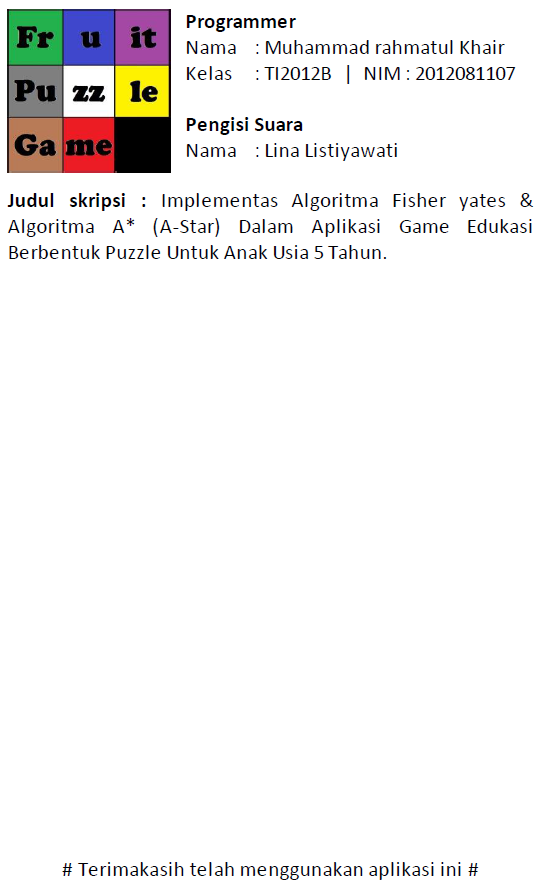 Fr u it
Pu zz le
Ga me
Programmer
Nama : Muhammad rahmatul Khair
Kelas : TI2012B | NIM : 2012081107
Pengisi Suara
Nama : Lina Listiyawati
Judul skripsi : Implementas Algoritma Fisher yates &
Algoritma A* (A-Star) Dalam Aplikasi Game Edukasi
Berbentuk Puzzle Untuk Anak Usia 5 Tahun.
# Terimakasih telah menggunakan aplikasi ini #